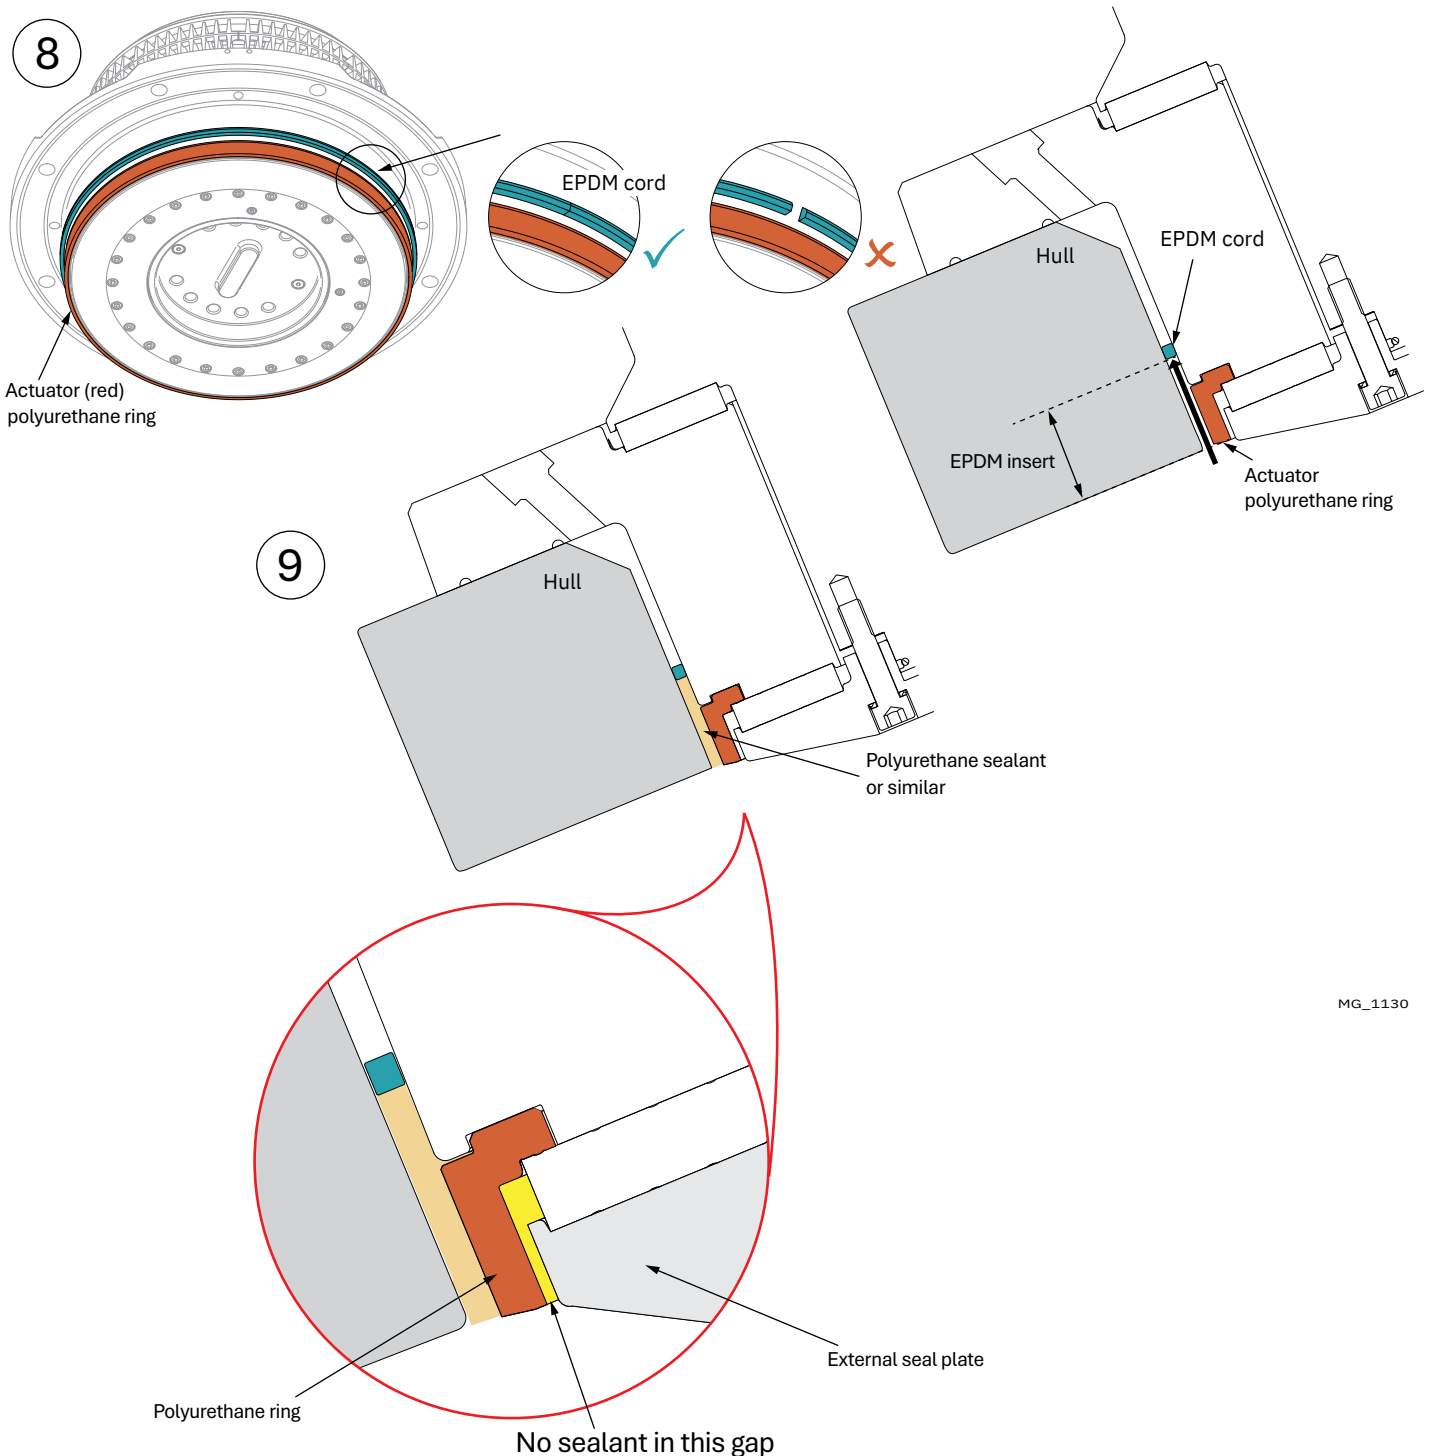 8
EPDM cord
Actuator (red)
polyurethane ring
Hull
EPDM cord
EPDM insert
Actuator
polyurethane ring
9
Hull
Polyurethane sealant
or similar
MG_1130
External seal plate
Polyurethane ring
No sealant in this gap